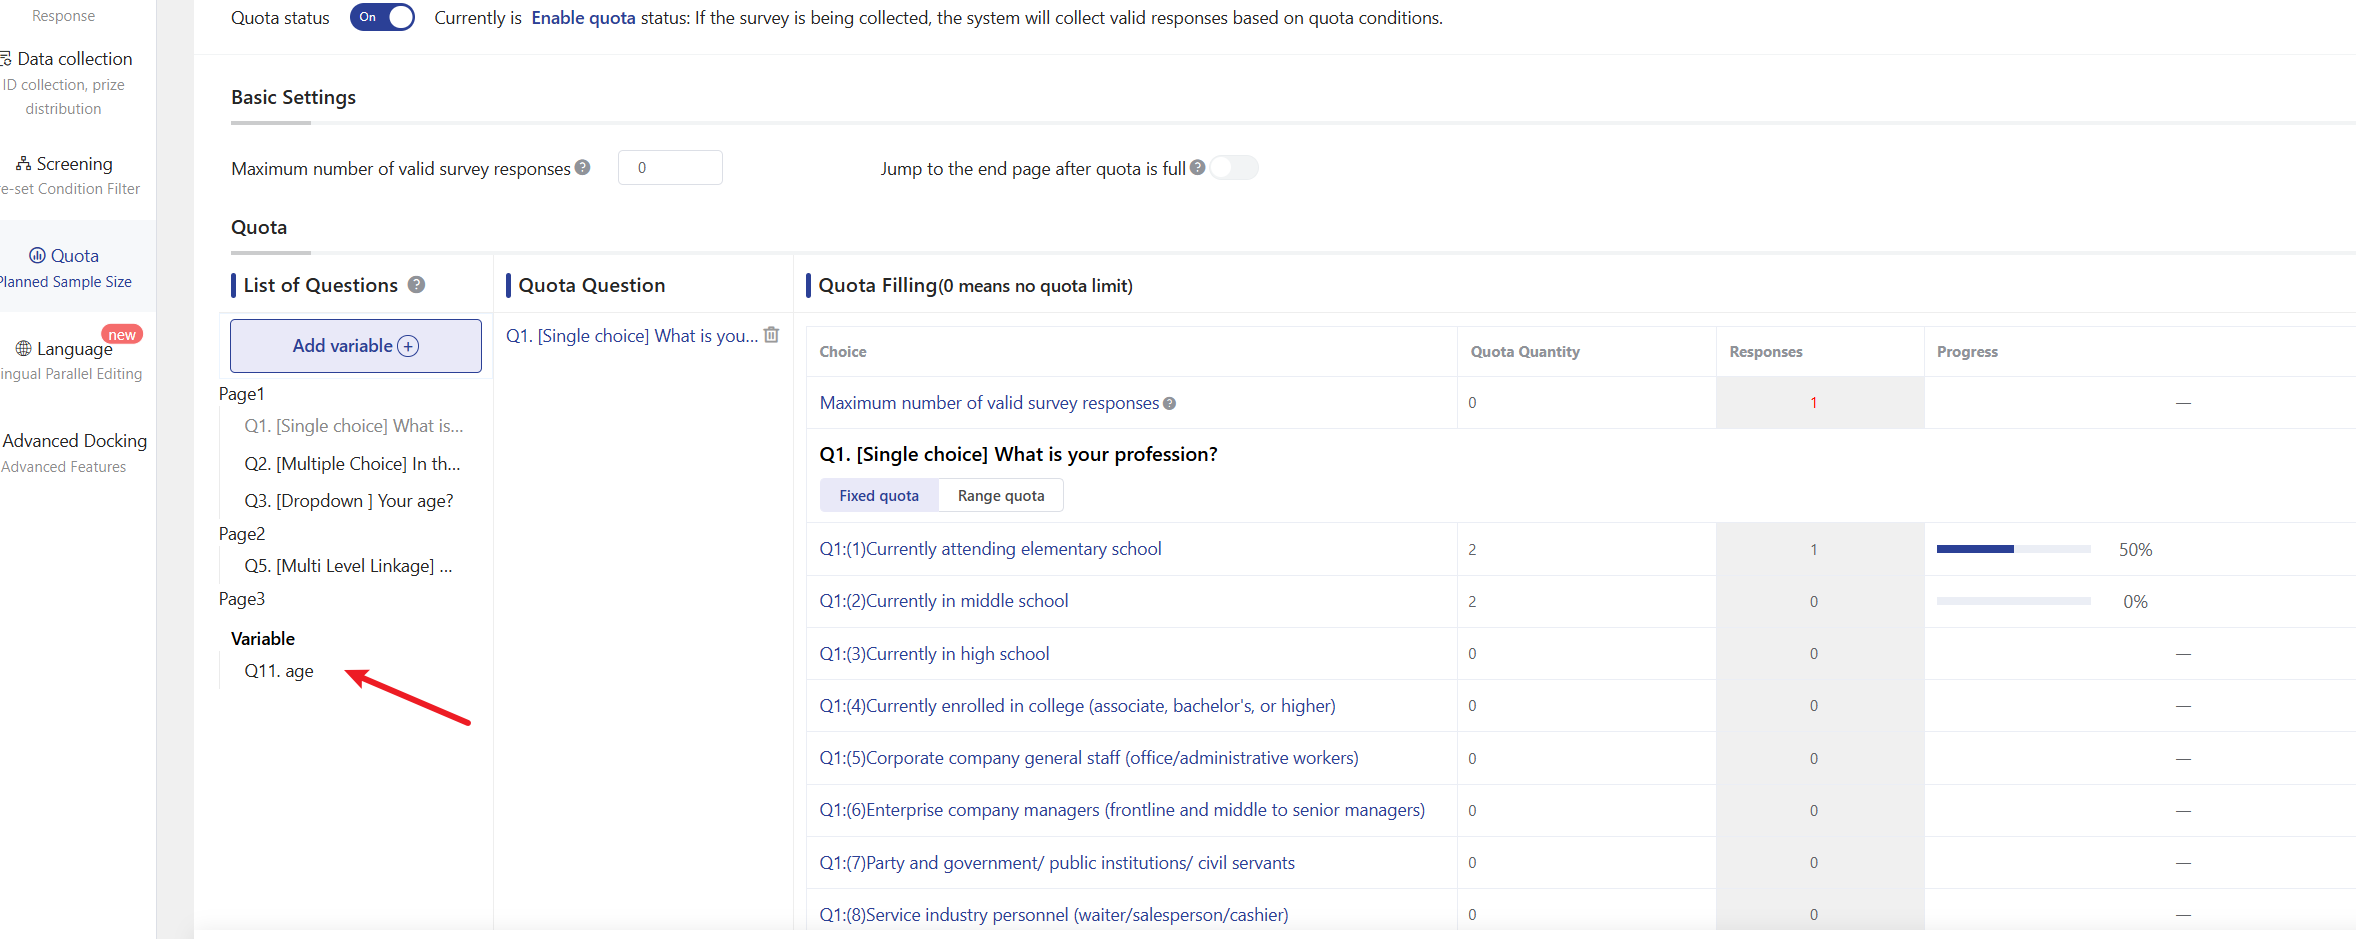 Response
Data collection
ID collection, prize
distribution
Screening
e-set Condition Filter
Quota
Planned Sample Size
new
Language
ingual Parallel Editing
Advanced Docking
Advanced Features
Quota status On Currently is Enable quota status: If the survey is being collected, the system will collect valid responses based on quota conditions.
Basic Settings
Maximum number of valid survey responses ? 0 Jump to the end page after quota is full ?
Quota
List of Questions ?
Add variable +
Page1
Q1. [Single choice] What is...
Q2. [Multiple Choice] In th...
Q3. [Dropdown ] Your age?
Page2
Q5. [Multi Level Linkage] ...
Page3
Variable
Q11. age
Quota Question
Q1. [Single choice] What is you...
Quota Filling(0 means no quota limit)
Choice Quota Quantity Responses Progress
Maximum number of valid survey responses ? 0 1 —
Q1. [Single choice] What is your profession?
Fixed quota Range quota
Q1:(1)Currently attending elementary school 2 1 50%
Q1:(2)Currently in middle school 2 0 0%
Q1:(3)Currently in high school 0 0 —
Q1:(4)Currently enrolled in college (associate, bachelor's, or higher) 0 0 —
Q1:(5)Corporate company general staff (office/administrative workers) 0 0 —
Q1:(6)Enterprise company managers (frontline and middle to senior managers) 0 0 —
Q1:(7)Party and government/ public institutions/ civil servants 0 0 —
Q1:(8)Service industry personnel (waiter/salesperson/cashier) 0 0 —